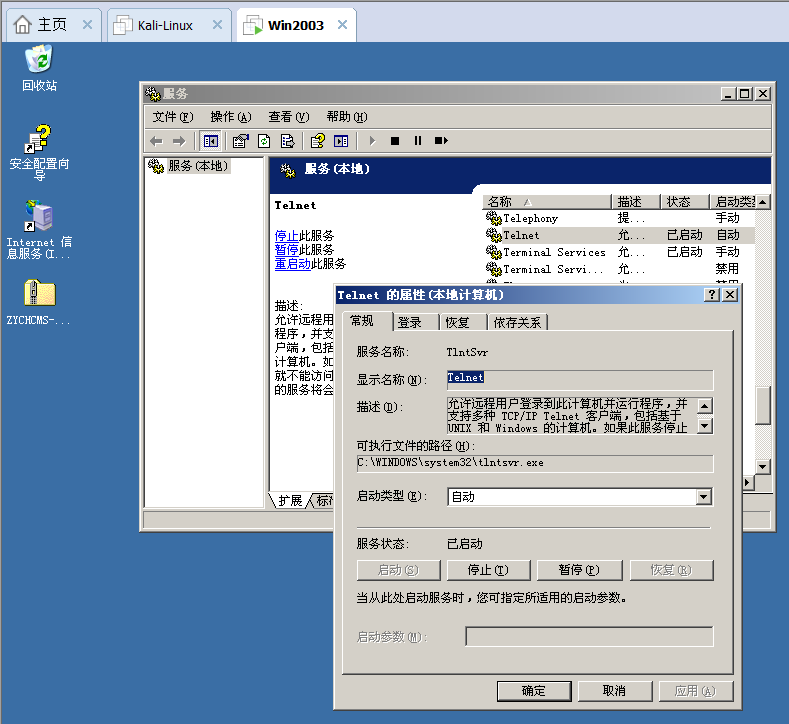 主页
Kali-Linux
Win2003
回收站
安全配置向
导
Internet 信
息服务(I...
ZYCHCMS-...
服务
文件(F) 操作(A) 查看(V) 帮助(H)
服务(本地)
服务(本地)
Telnet
停止此服务
暂停此服务
重启动此服务
描述:
允许远程用
程序，并支
户端，包括
计算机。如
就不能访问
的服务将会
名称 描述 状态 启动类
Telephony 提... 手动
Telnet 允... 已启动 自动
Terminal Services 允... 已启动 手动
Terminal Servi... 允... 禁用
扩展 标
Telnet 的属性(本地计算机)
常规 登录 恢复 依存关系
服务名称: TlntSvr
显示名称(N): Telnet
描述(D): 允许远程用户登录到此计算机并运行程序，并
支持多种 TCP/IP Telnet 客户端，包括基于
UNIX 和 Windows 的计算机。如果此服务停止
可执行文件的路径(H):
C:\WINDOWS\system32\tlntsvr.exe
启动类型(E): 自动
服务状态: 已启动
启动(S) 停止(T) 暂停(P) 恢复(R)
当从此处启动服务时，您可指定所适用的启动参数。
启动参数(M):
确定 取消 应用(A)